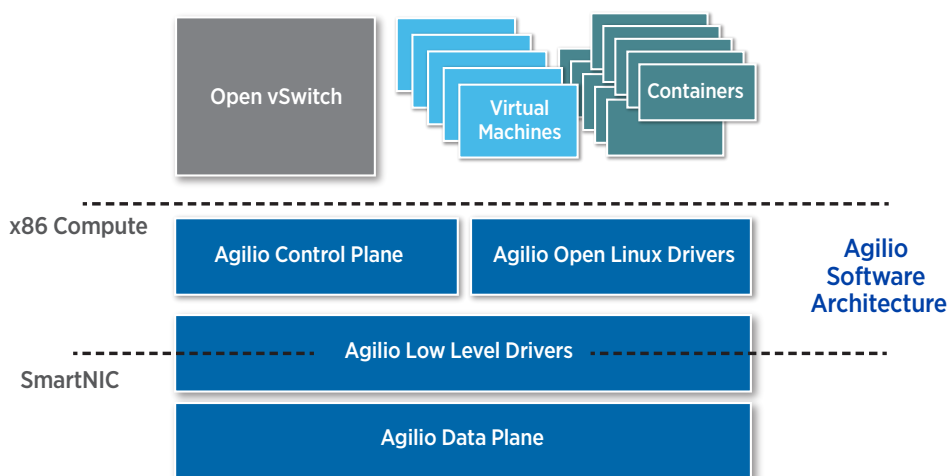 Open vSwitch
Virtual
Machines
Containers
x86 Compute
Agilio Control Plane
Agilio Open Linux Drivers
Agilio
Software
Architecture
Agilio Low Level Drivers
SmartNIC
Agilio Data Plane